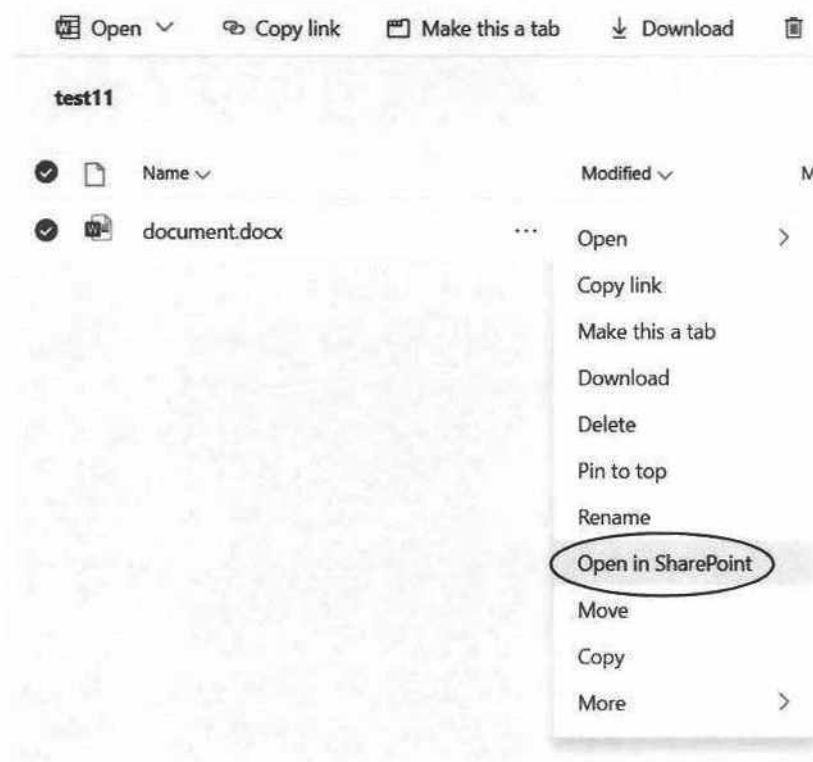 Open Copy link Make this a tab Download
test11
Name Modified M
document.docx ... Open
Copy link
Make this a tab
Download
Delete
Pin to top
Rename
Open in SharePoint
Move
Copy
More